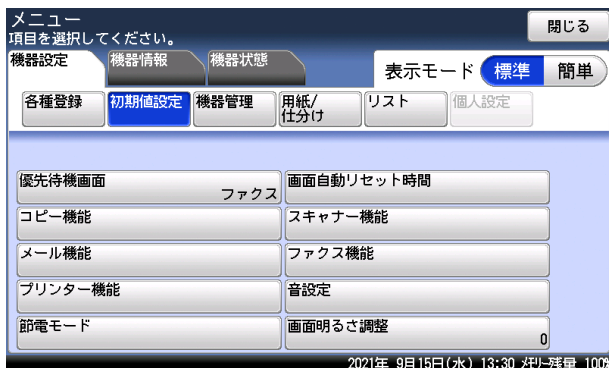 メニュー
項目を選択してください。
閉じる
機器設定
機器情報
機器状態
表示モード 標準 簡単
各種登録
初期値設定
機器管理
用紙/
仕分け
リスト
個人設定
優先待機画面
ファクス
画面自動リセット時間
コピー機能
スキャナー機能
メール機能
ファクス機能
プリンター機能
音設定
節電モード
画面明るさ調整
0
2021年 9月15日(水) 13:30 メモリー残量 100%